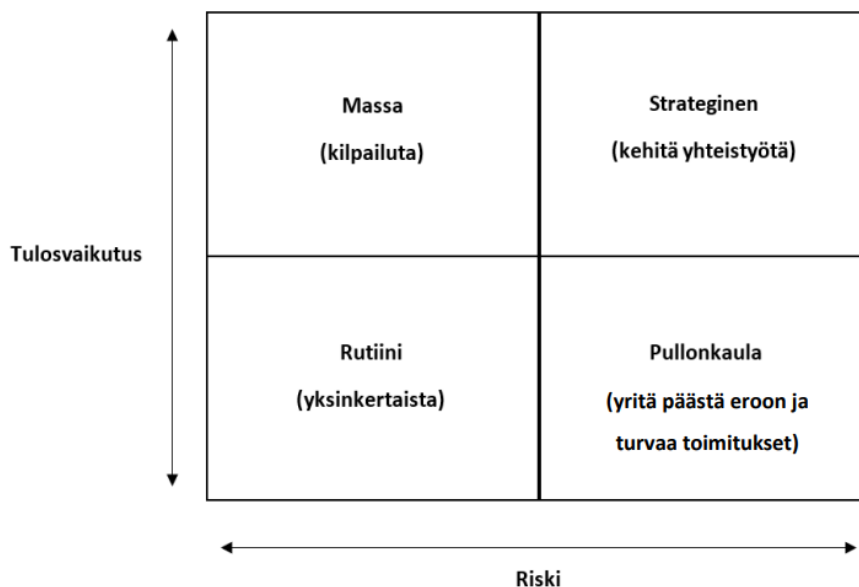 Massa
(kilpailuta)
Strateginen
(kehitä yhteistyötä)
Tulosvaikutus
Rutiini
(yksinkertaista)
Pullonkaula
(yritä päästä eroon ja
turvaa toimitukset)
Riski